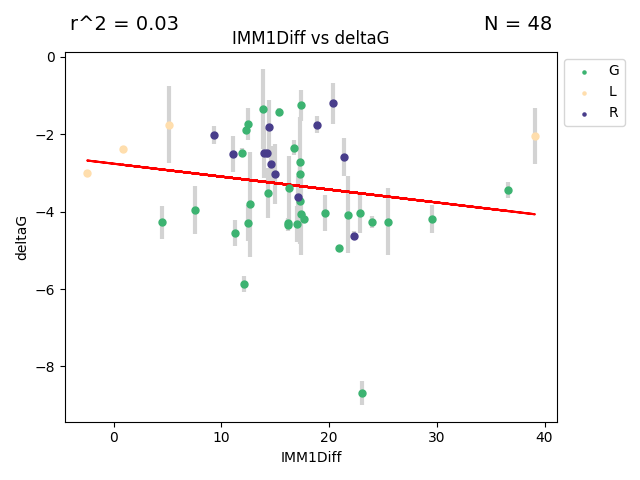 r^2 = 0.03
N = 48
IMM1Diff vs deltaG
0
−2
−4
−6
−8
deltaG
0
10
20
30
40
IMM1Diff
G
L
R